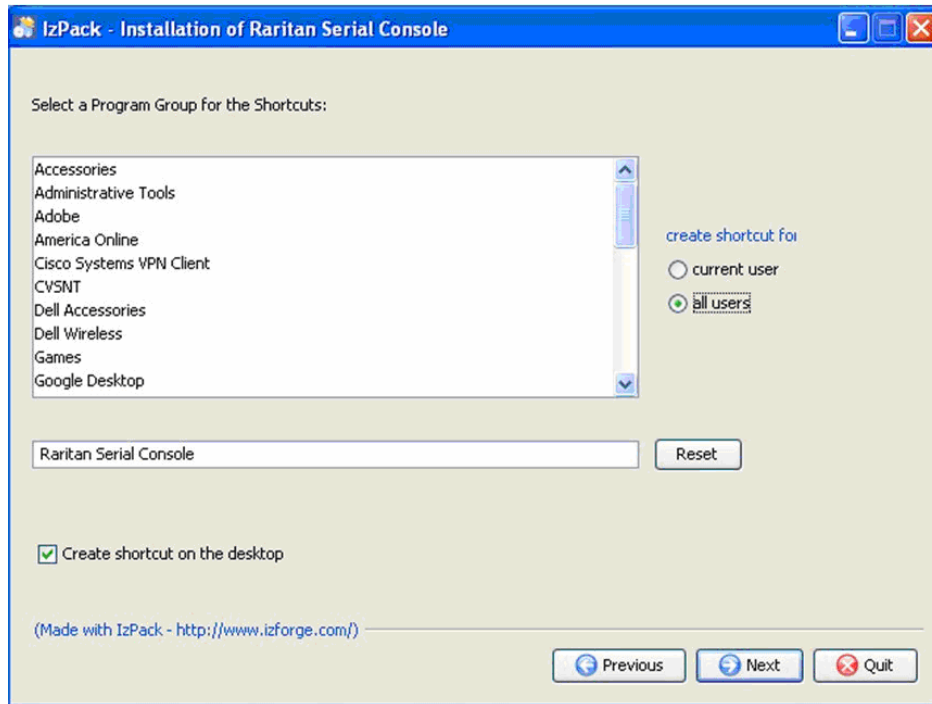 IzPack - Installation of Raritan Serial Console
Select a Program Group for the Shortcuts:
Accessories
Administrative Tools
Adobe
America Online
Cisco Systems VPN Client
CVSNT
Dell Accessories
Dell Wireless
Games
Google Desktop
create shortcut for
current user
all users
Raritan Serial Console
Reset
Create shortcut on the desktop
(Made with IzPack - http://www.izforge.com/)
Previous
Next
Quit